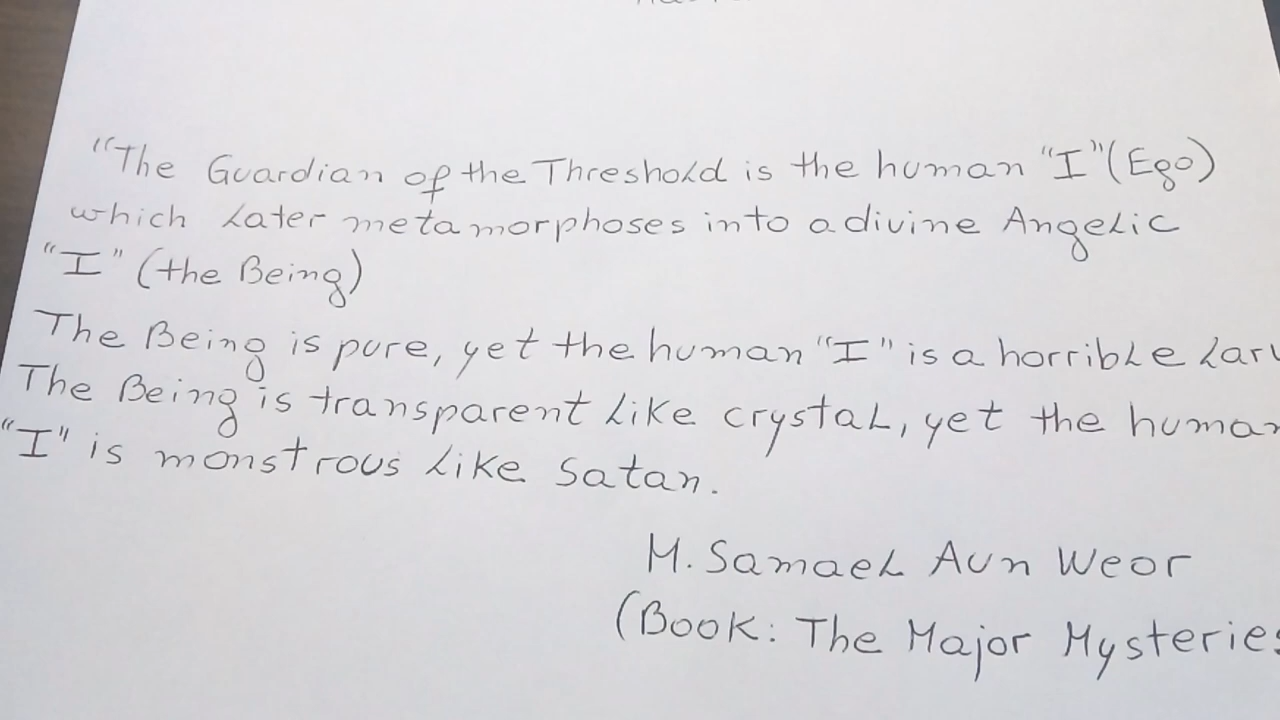 "The Guardian of the Threshold is the human "I" (Ego)
which later metamorphoses into a divine Angelic
"I" (the Being)
The Being is pure, yet the human "I" is a horrible
The Being is transparent like crystal, yet the human
"I" is monstrous like Satan.
M. Samael Aun Weor
(Book: The Major Mysteries